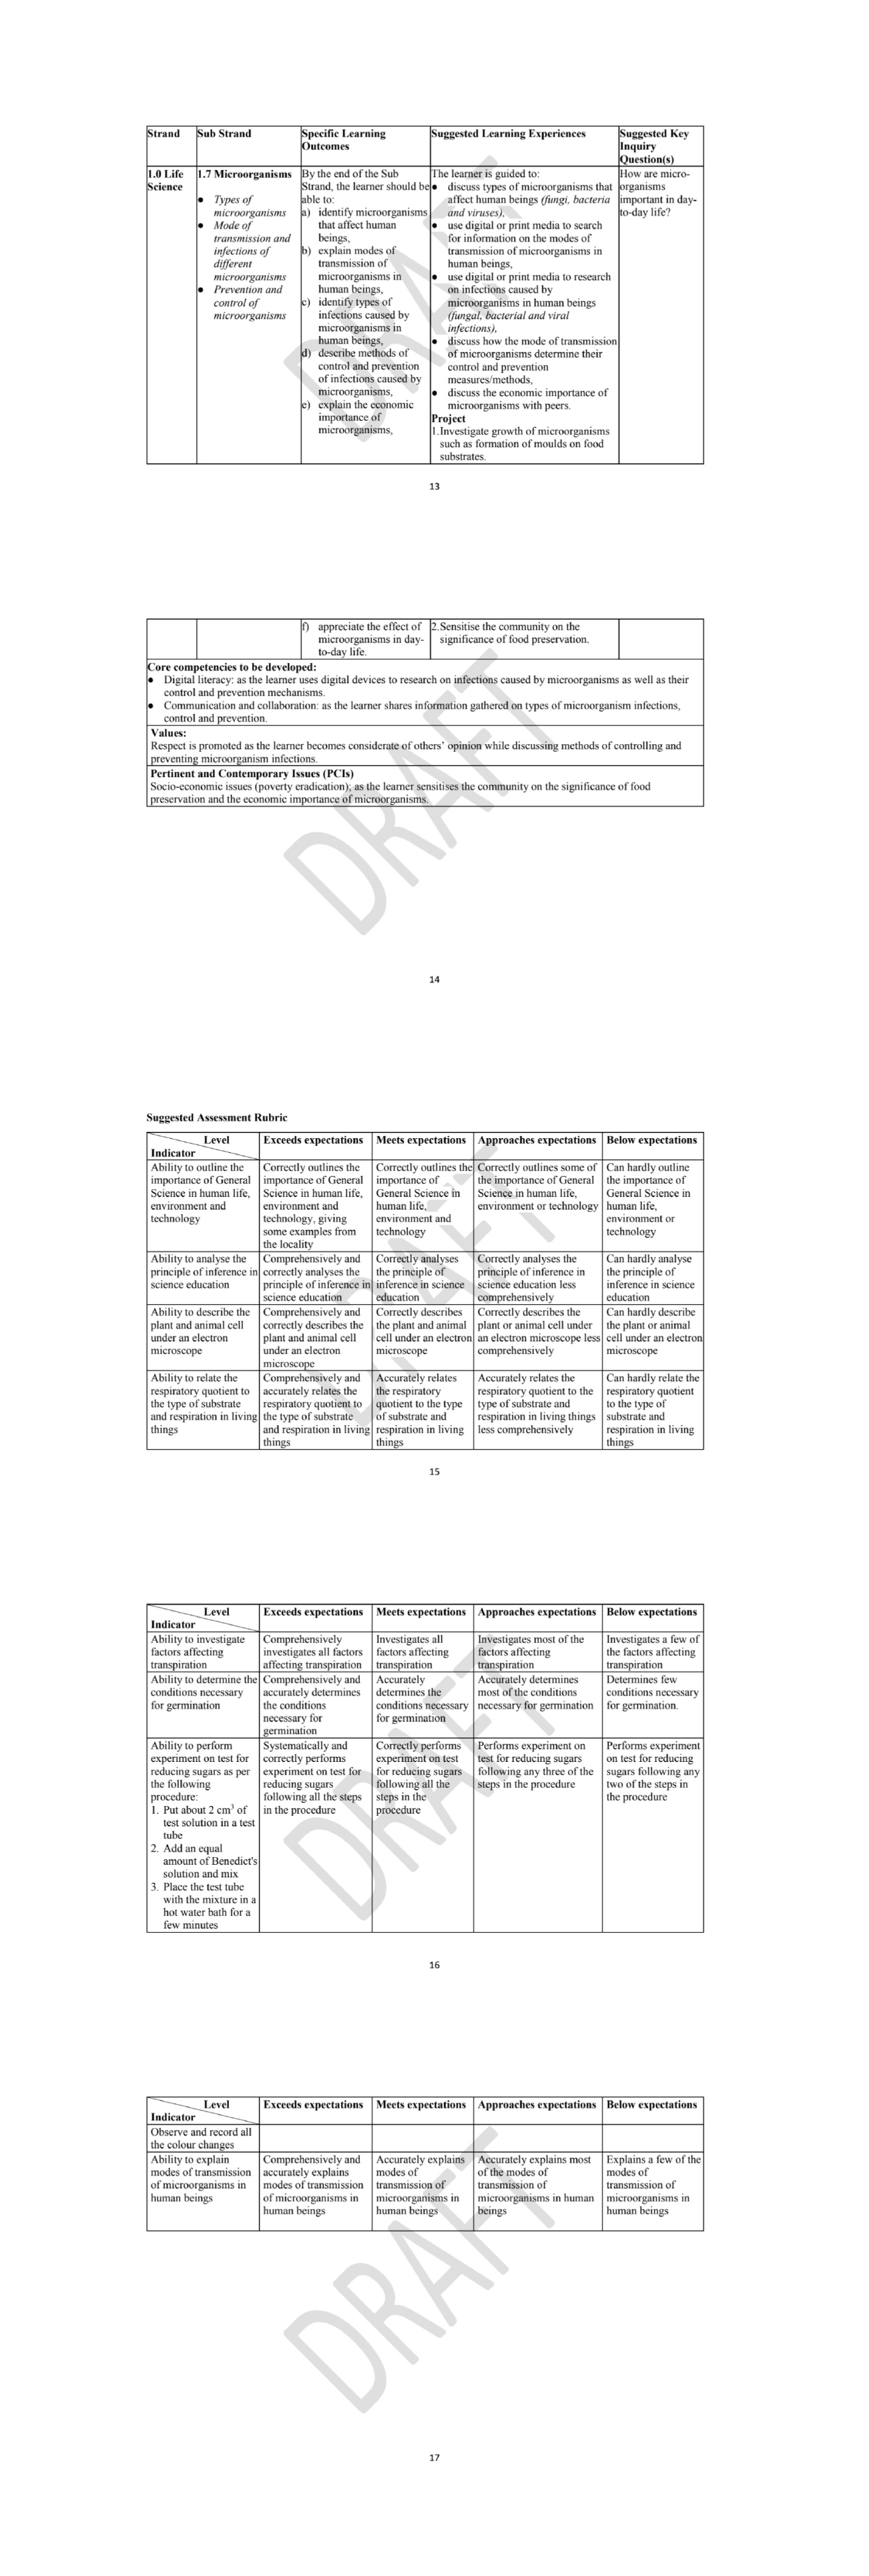 Strand Sub Strand Specific Learning Outcomes Suggested Learning Experiences Suggested Key Inquiry Question(s)
1.0 Life Science
1.7 Microorganisms
● Types of
microorganisms
● Mode of
transmission and
infections of
different
microorganisms
● Prevention and
control of
microorganisms
By the end of the Sub
Strand, the learner should be
able to:
a) identify microorganisms
that affect human
beings,
b) explain modes of
transmission of
microorganisms in
human beings,
c) identify types of
infections caused by
microorganisms in
human beings,
d) describe methods of
control and prevention
of infections caused by
microorganisms,
e) explain the economic
importance of
microorganisms,
The learner is guided to:
● discuss types of microorganisms that
affect human beings (fungi, bacteria
and viruses),
● use digital or print media to search
for information on the modes of
transmission of microorganisms in
human beings,
● use digital or print media to research
on infections caused by
microorganisms in human beings
(fungal, bacterial and viral
infections),
● discuss how the mode of transmission
of microorganisms determine their
control and prevention
measures/methods,
● discuss the economic importance of
microorganisms with peers.
Project
1.Investigate growth of microorganisms
such as formation of moulds on food
substrates.
How are micro-
organisms
important in day-
to-day life?
DRAFT
13
f) appreciate the effect of
microorganisms in day-
to-day life.
2.Sensitise the community on the
significance of food preservation.
Core competencies to be developed:
● Digital literacy: as the learner uses digital devices to research on infections caused by microorganisms as well as their
control and prevention mechanisms.
● Communication and collaboration: as the learner shares information gathered on types of microorganism infections,
control and prevention.
Values:
Respect is promoted as the learner becomes considerate of others' opinion while discussing methods of controlling and
preventing microorganism infections.
Pertinent and Contemporary Issues (PCIs)
Socio-economic issues (poverty eradication); as the learner sensitises the community on the significance of food
preservation and the economic importance of microorganisms.
DRAFT
14
Suggested Assessment Rubric
Level
Indicator
Exceeds expectations Meets expectations Approaches expectations Below expectations
Ability to outline the
importance of General
Science in human life,
environment and
technology
Correctly outlines the
importance of General
Science in human life,
environment and
technology, giving
some examples from
the locality
Correctly outlines the
importance of
General Science in
human life,
environment and
technology
Correctly outlines some of
the importance of General
Science in human life,
environment or technology
Can hardly outline
the importance of
General Science in
human life,
environment or
technology
Ability to analyse the
principle of inference in
science education
Comprehensively and
correctly analyses the
principle of inference in
science education
Correctly analyses
the principle of
inference in science
education
Correctly analyses the
principle of inference in
science education less
comprehensively
Can hardly analyse
the principle of
inference in science
education
Ability to describe the
plant and animal cell
under an electron
microscope
Comprehensively and
correctly describes the
plant and animal cell
under an electron
microscope
Correctly describes
the plant and animal
cell under an electron
microscope
Correctly describes the
plant or animal cell under
an electron microscope less
comprehensively
Can hardly describe
the plant or animal
cell under an electron
microscope
Ability to relate the
respiratory quotient to
the type of substrate
and respiration in living
things
Comprehensively and
accurately relates the
respiratory quotient to
the type of substrate
and respiration in living
things
Accurately relates
the respiratory
quotient to the type
of substrate and
respiration in living
things
Accurately relates the
respiratory quotient to the
type of substrate and
respiration in living things
less comprehensively
Can hardly relate the
respiratory quotient
to the type of
substrate and
respiration in living
things
DRAFT
15
Level
Indicator
Exceeds expectations Meets expectations Approaches expectations Below expectations
Ability to investigate
factors affecting
transpiration
Comprehensively
investigates all factors
affecting transpiration
Investigates all
factors affecting
transpiration
Investigates most of the
factors affecting
transpiration
Investigates a few of
the factors affecting
transpiration
Ability to determine the
conditions necessary
for germination
Comprehensively and
accurately determines
the conditions
necessary for
germination
Accurately
determines the
conditions necessary
for germination
Accurately determines
most of the conditions
necessary for germination
Determines few
conditions necessary
for germination.
Ability to perform
experiment on test for
reducing sugars as per
the following
procedure:
1. Put about 2 cm³ of
test solution in a test
tube
2. Add an equal
amount of Benedict's
solution and mix
3. Place the test tube
with the mixture in a
hot water bath for a
few minutes
Systematically and
correctly performs
experiment on test for
reducing sugars
following all the steps
in the procedure
Correctly performs
experiment on test
for reducing sugars
following all the
steps in the
procedure
Performs experiment on
test for reducing sugars
following any three of the
steps in the procedure
Performs experiment
on test for reducing
sugars following any
two of the steps in
the procedure
DRAFT
16
Level
Indicator
Exceeds expectations Meets expectations Approaches expectations Below expectations
Observe and record all
the colour changes
Ability to explain
modes of transmission
of microorganisms in
human beings
Comprehensively and
accurately explains
modes of transmission
of microorganisms in
human beings
Accurately explains
modes of
transmission of
microorganisms in
human beings
Accurately explains most
of the modes of
transmission of
microorganisms in human
beings
Explains a few of the
modes of
transmission of
microorganisms in
human beings
DRAFT
17